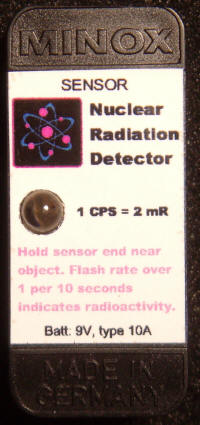 MINOX
SENSOR
Nuclear
Radiation
Detector
1 CPS = 2 mR
Hold sensor end near
object. Flash rate over
1 per 10 seconds
indicates radioactivity.
Batt: 9V, type 10A
MADE IN
GERMANY